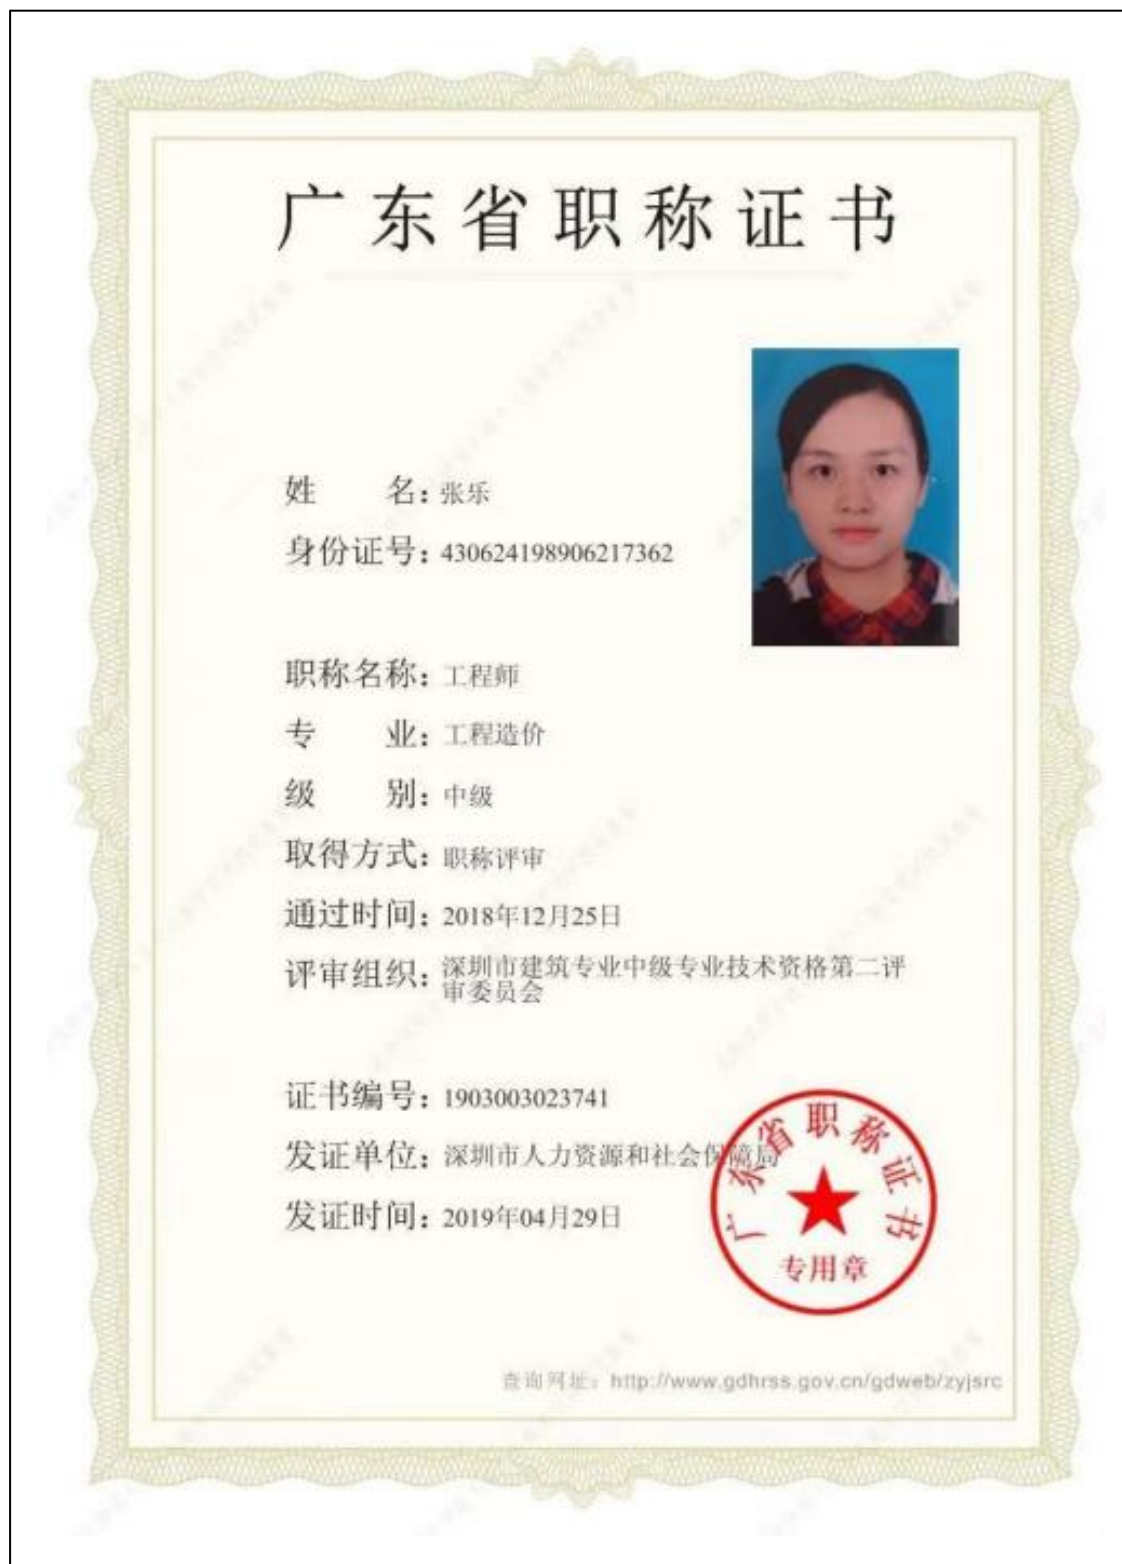 广东省职称证书
姓 名：张乐
身份证号：430624198906217362
职称名称：工程师
专 业：工程造价
级 别：中级
取得方式：职称评审
通过时间：2018年12月25日
评审组织：深圳市建筑专业中级专业技术资格第二评
审委员会
证书编号：1903003023741
发证单位：深圳市人力资源和社会保障局
发证时间：2019年04月29日
广东省职称证书
专用章
查询网址：http://www.gdhrss.gov.cn/gdweb/zyjsrc